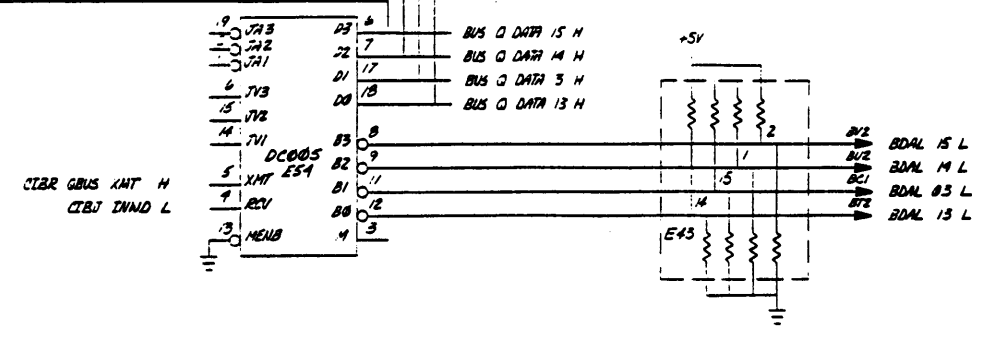 19 JA3 D3 6 BUS Q DATA 15 H
JA2 D2 7 BUS Q DATA 14 H
JA1 D1 17 BUS Q DATA 3 H
6 JV3 D0 18 BUS Q DATA 13 H
15 JV2
14 JV1 B3 8 2 BV2 BDAL 15 L
DC005 B2 9 1 BU2 BDAL 14 L
E54
CIBR GBUS XMT H 5 XMT B1 11 15 BC1 BDAL 03 L
CIBJ INWD L 4 RCV B0 12 14 BT2 BDAL 13 L
13 MENB M 3
+5V
E43